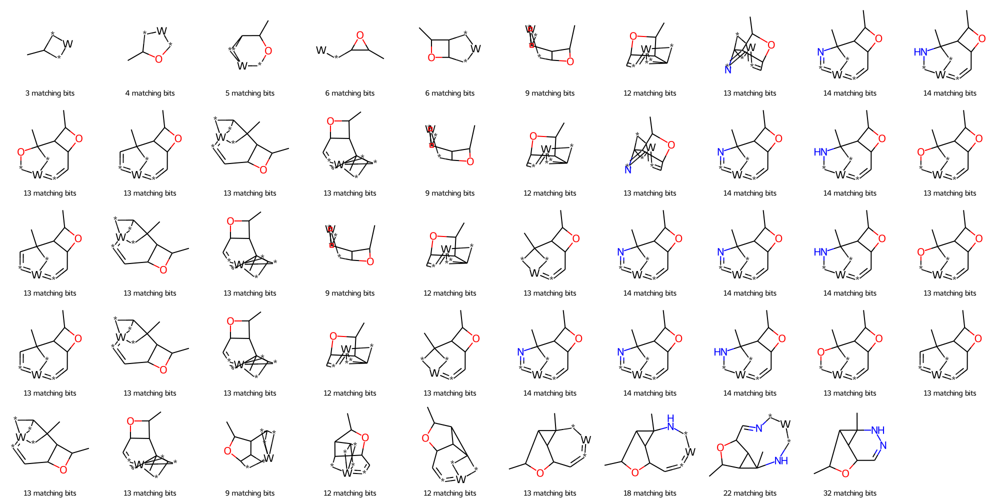 3 matching bits
4 matching bits
5 matching bits
6 matching bits
6 matching bits
9 matching bits
12 matching bits
13 matching bits
14 matching bits
14 matching bits
13 matching bits
13 matching bits
13 matching bits
13 matching bits
9 matching bits
12 matching bits
13 matching bits
14 matching bits
14 matching bits
13 matching bits
13 matching bits
13 matching bits
13 matching bits
9 matching bits
12 matching bits
13 matching bits
14 matching bits
14 matching bits
14 matching bits
13 matching bits
13 matching bits
13 matching bits
13 matching bits
12 matching bits
13 matching bits
14 matching bits
14 matching bits
14 matching bits
13 matching bits
13 matching bits
13 matching bits
13 matching bits
9 matching bits
12 matching bits
12 matching bits
13 matching bits
18 matching bits
22 matching bits
32 matching bits